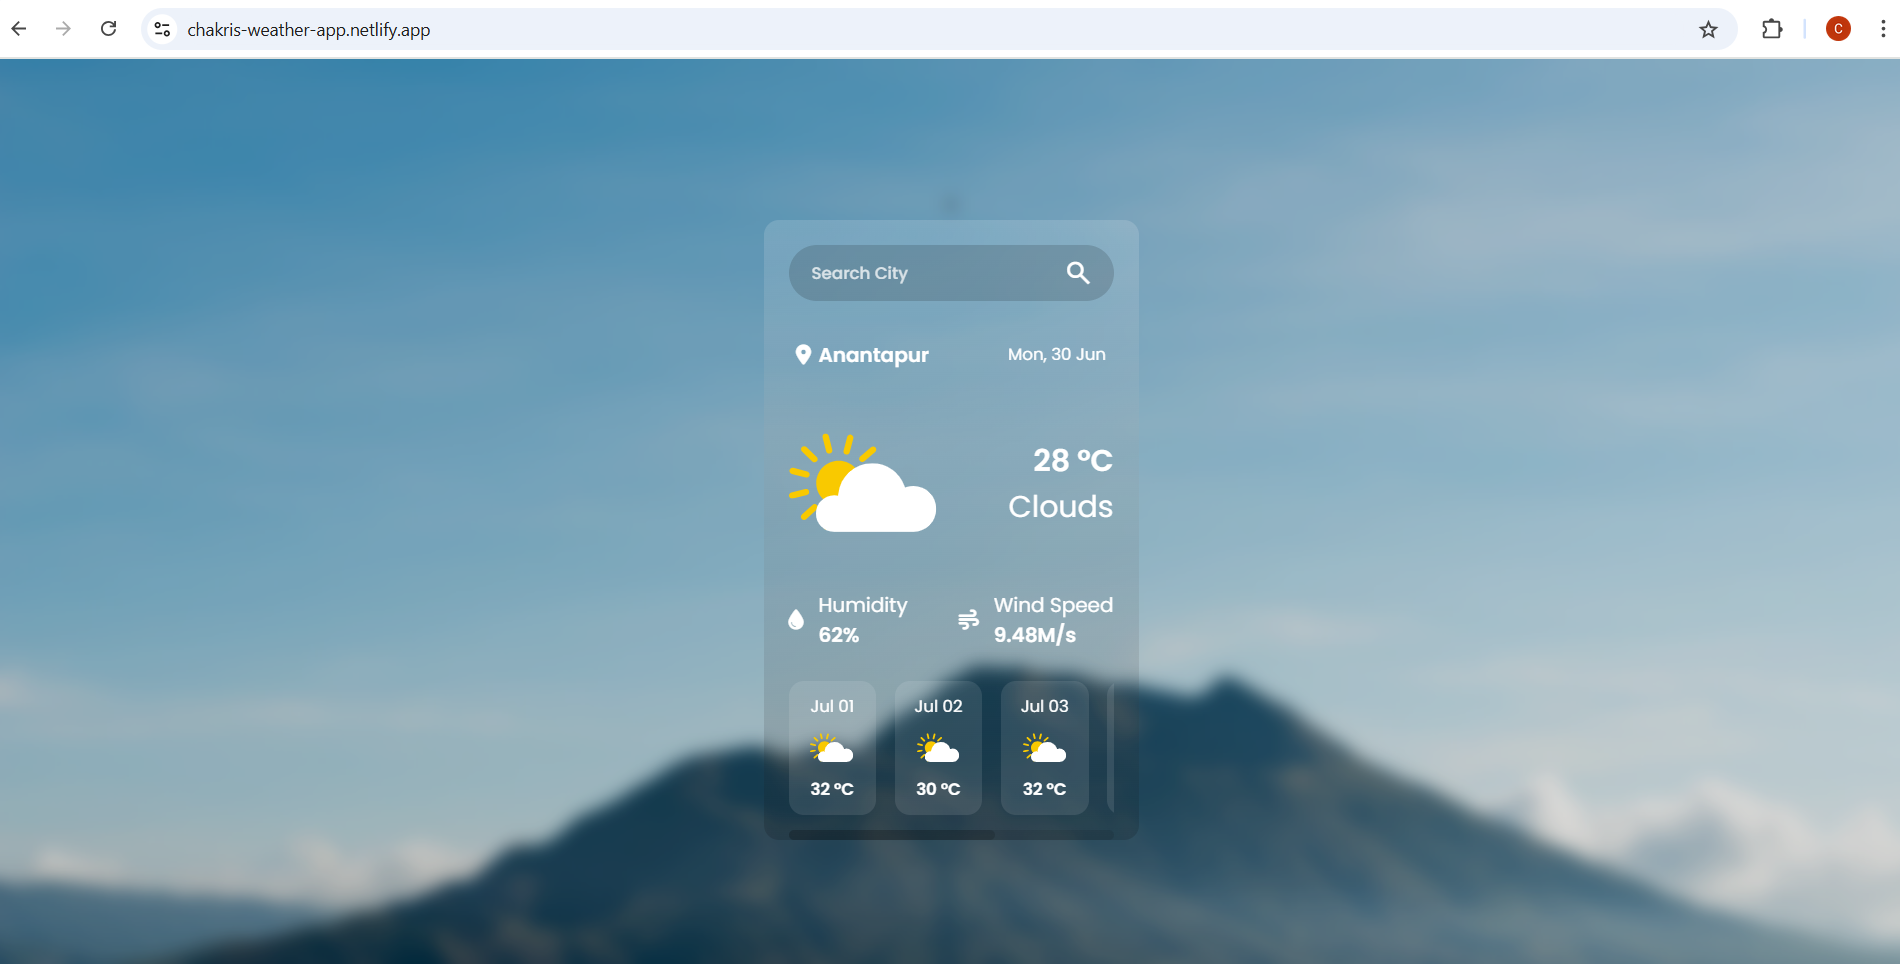 chakris-weather-app.netlify.app
C
Search City
Anantapur
Mon, 30 Jun
28 °C
Clouds
Humidity
62%
Wind Speed
9.48M/s
Jul 01
32 °C
Jul 02
30 °C
Jul 03
32 °C